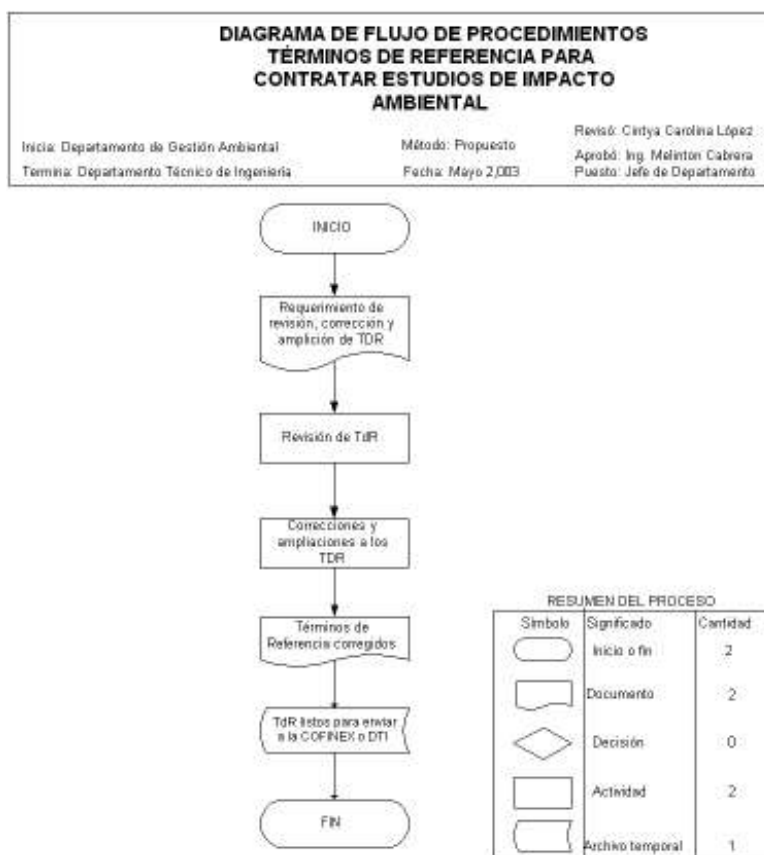 DIAGRAMA DE FLUJO DE PROCEDIMIENTOS
TÉRMINOS DE REFERENCIA PARA
CONTRATAR ESTUDIOS DE IMPACTO
AMBIENTAL
Inicia: Departamento de Gestión Ambiental
Termina: Departamento Técnico de Ingeniería
Método: Propuesto
Fecha: Mayo 2,003
Revisó: Cintya Carolina López
Aprobó: Ing. Melinton Cabrera
Puesto: Jefe de Departamento
INICIO
Requerimiento de
revisión, corrección y
amplición de TDR
Revisión de TdR
Correcciones y
ampliaciones a los
TDR
Términos de
Referencia corregidos
TdR listos para enviar
a la COFINEX o DTI
FIN
RESUMEN DEL PROCESO
Símbolo Significado Cantidad
Inicio o fin 2
Documento 2
Decisión 0
Actividad 2
Archivo temporal 1